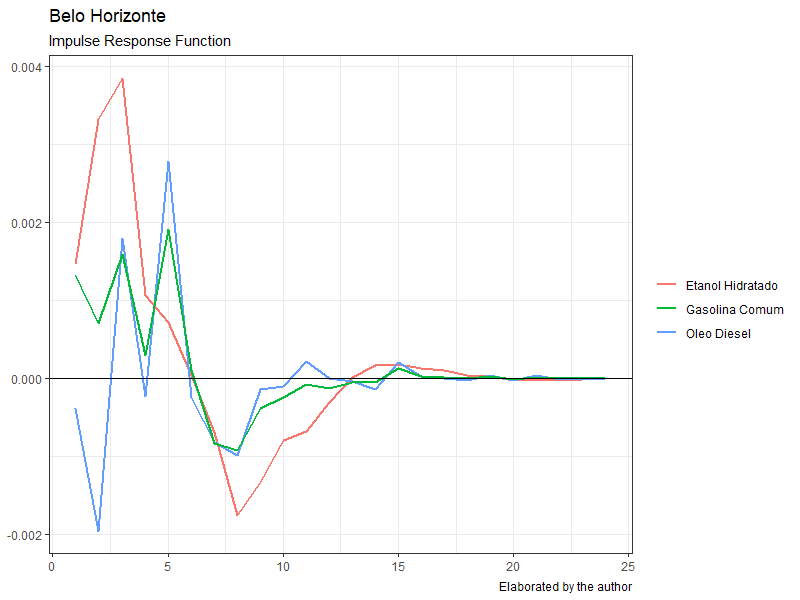 Belo Horizonte
Impulse Response Function
0.004
0.002
0.000
-0.002
0
5
10
15
20
25
Etanol Hidratado
Gasolina Comum
Oleo Diesel
Elaborated by the author